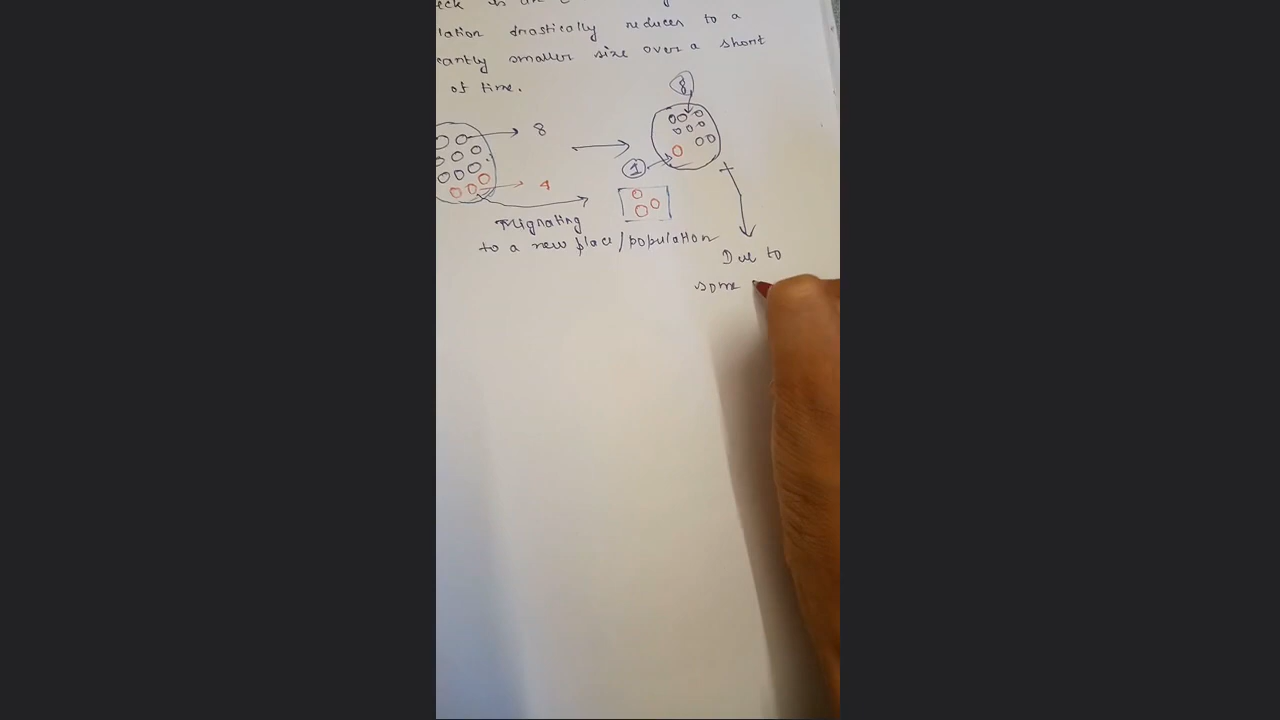 lation drastically reduces to a
cantly smaller size over a short
of time.
8
8
1
4
Migrating
to a new place/population
Due to
some